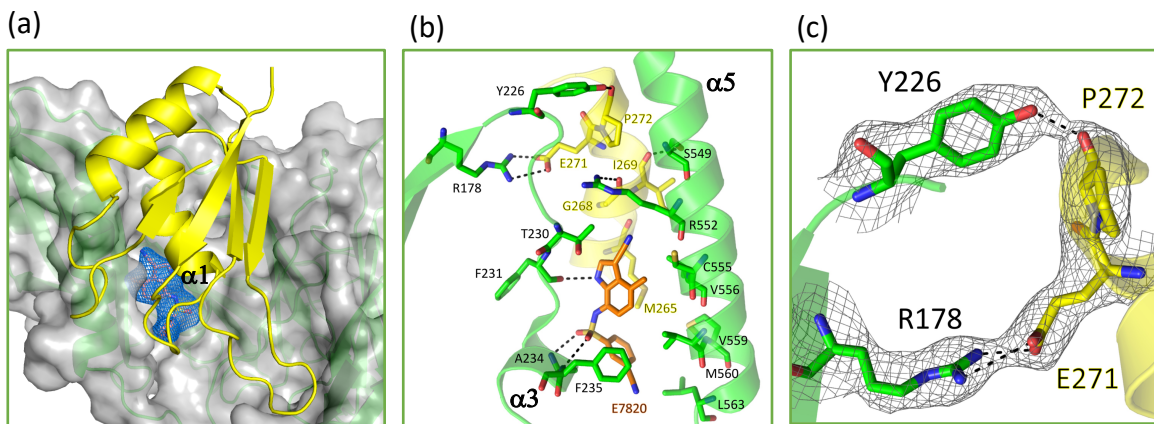 (a)
(b)
(c)
α1
Y226
α5
P272
E271
I269
S549
R178
G268
R552
T230
C555
F231
V556
M265
V559
A234
M560
F235
α3
E7820
L563
Y226
P272
R178
E271